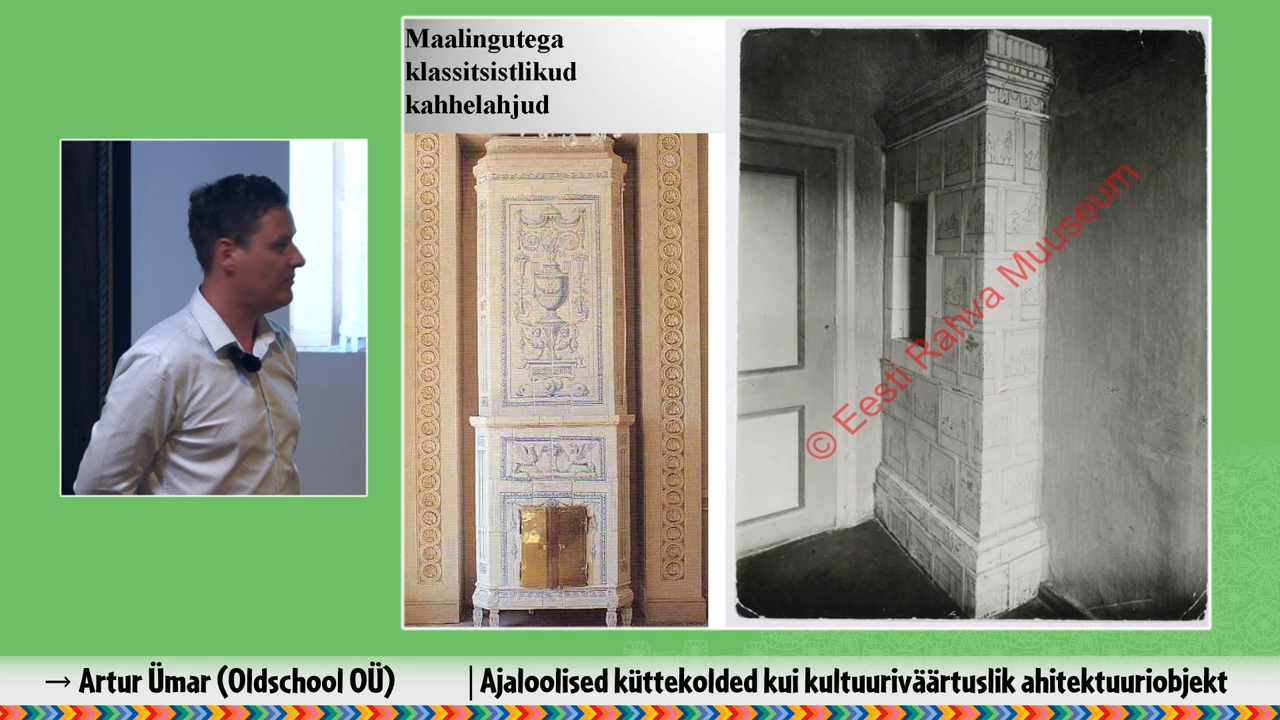 Maalingutega
klassitsistlikud
kahhelahjud
© Eesti Rahva Muuseum
→ Artur Ümar (Oldschool OÜ) | Ajaloolised küttekolded kui kultuuriväärtuslik ahitektuuriobjekt